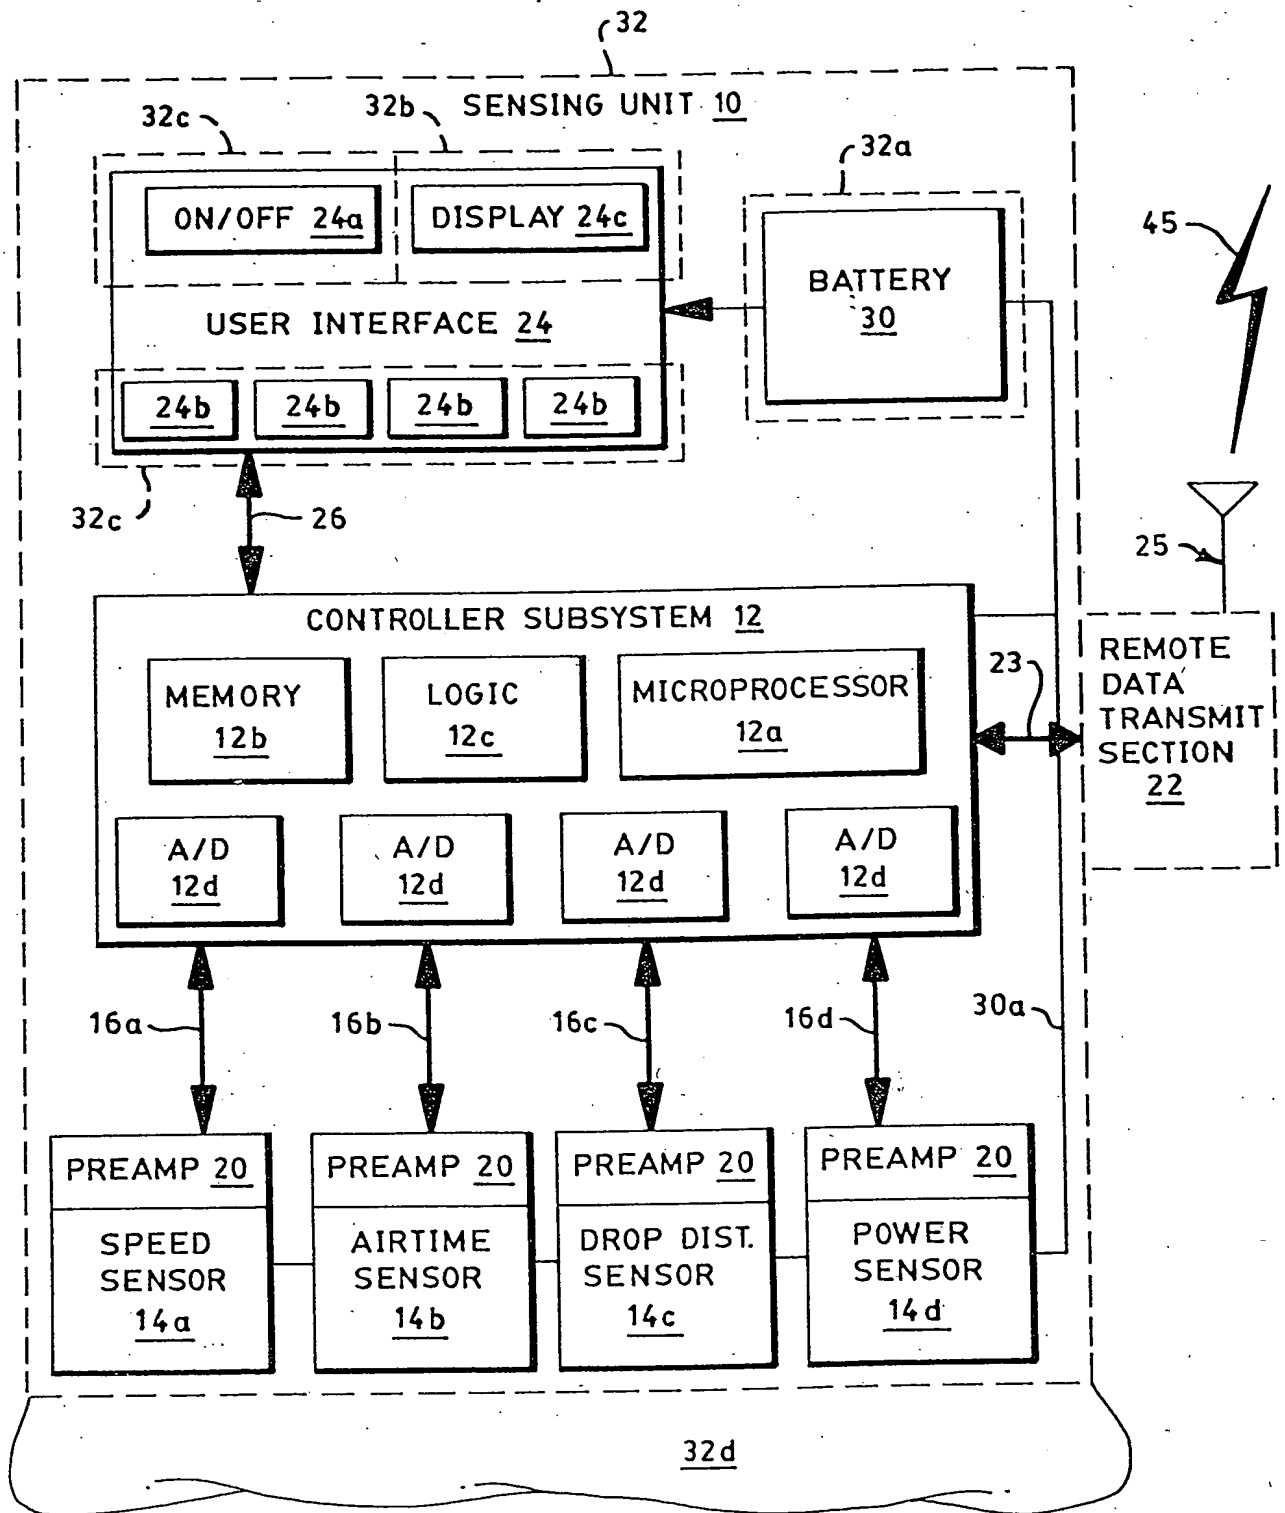 32
SENSING UNIT 10
32c
32b
32a
ON/OFF 24a
DISPLAY 24c
45
BATTERY
30
USER INTERFACE 24
24b 24b 24b 24b
32c
26
25
CONTROLLER SUBSYSTEM 12
MEMORY
12b
LOGIC
12c
MICROPROCESSOR
12a
23
REMOTE
DATA
TRANSMIT
SECTION
22
A/D
12d
A/D
12d
A/D
12d
A/D
12d
16a
16b
16c
16d
30a
PREAMP 20
SPEED
SENSOR
14a
PREAMP 20
AIRTIME
SENSOR
14b
PREAMP 20
DROP DIST.
SENSOR
14c
PREAMP 20
POWER
SENSOR
14d
32d